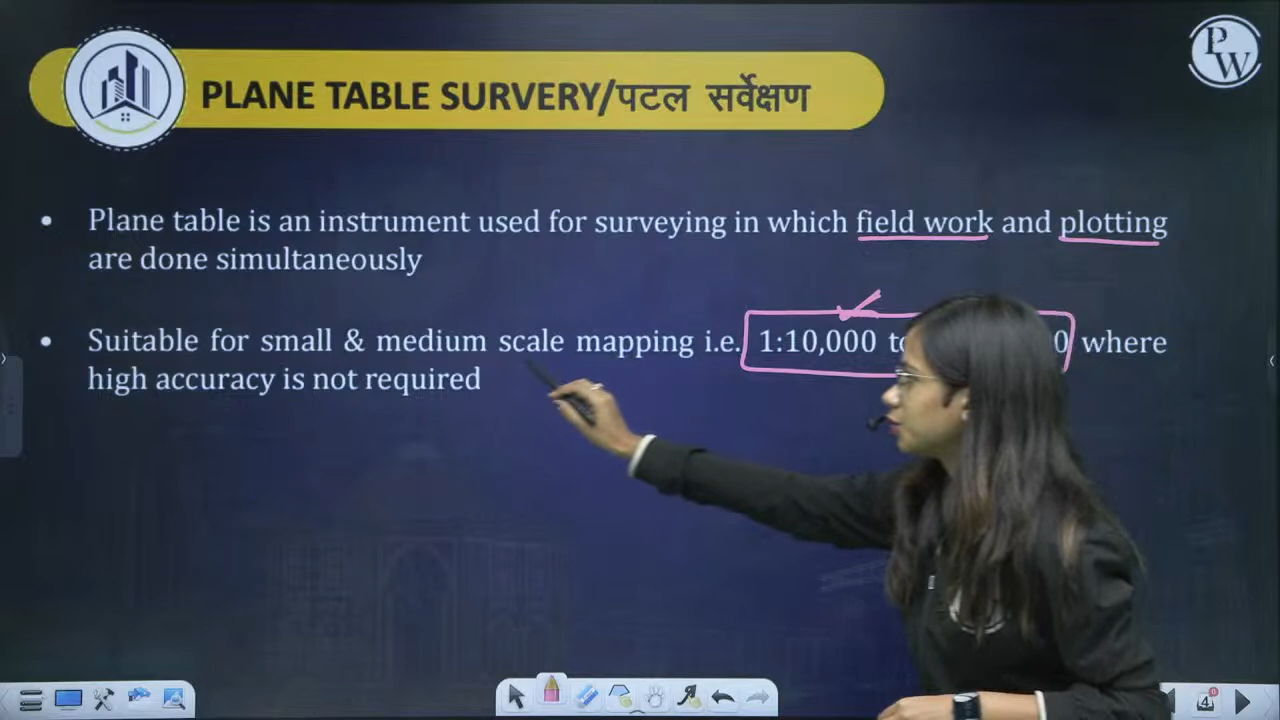 PW
PLANE TABLE SURVERY/पटल सर्वेक्षण
• Plane table is an instrument used for surveying in which field work and plotting
are done simultaneously
• Suitable for small & medium scale mapping i.e. 1:10,000 where
high accuracy is not required
4